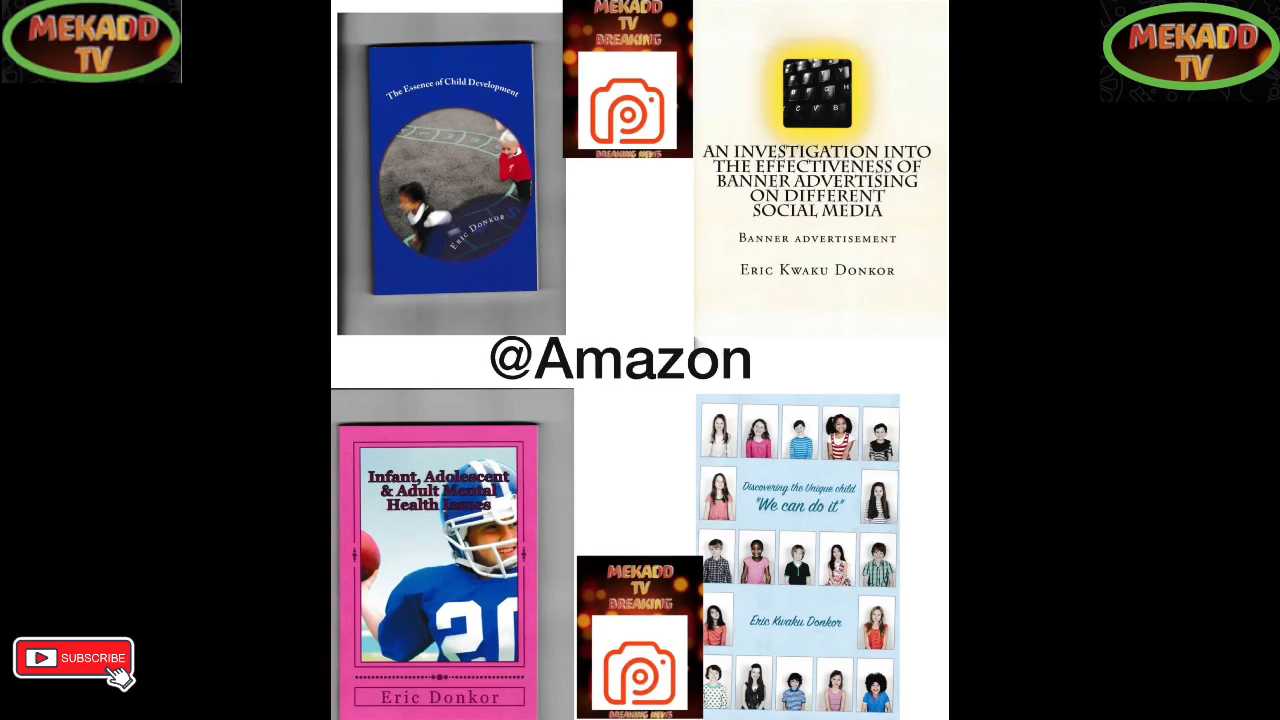 MEKADD
TV
MEKADD
TV
BREAKING
BREAKING NEWS
MEKADD
TV
The Essence of Child Development
Eric Donkor
Y
G H
C V B
AN INVESTIGATION INTO
THE EFFECTIVENESS OF
BANNER ADVERTISING
ON DIFFERENT
SOCIAL MEDIA
BANNER ADVERTISEMENT
ERIC KWAKU DONKOR
@Amazon
Infant, Adolescent
& Adult Mental
Health Issues
20
Eric Donkor
MEKADD
TV
BREAKING
BREAKING NEWS
Discovering the Unique child
"We can do it"
Eric Kwaku Donkor
SUBSCRIBE